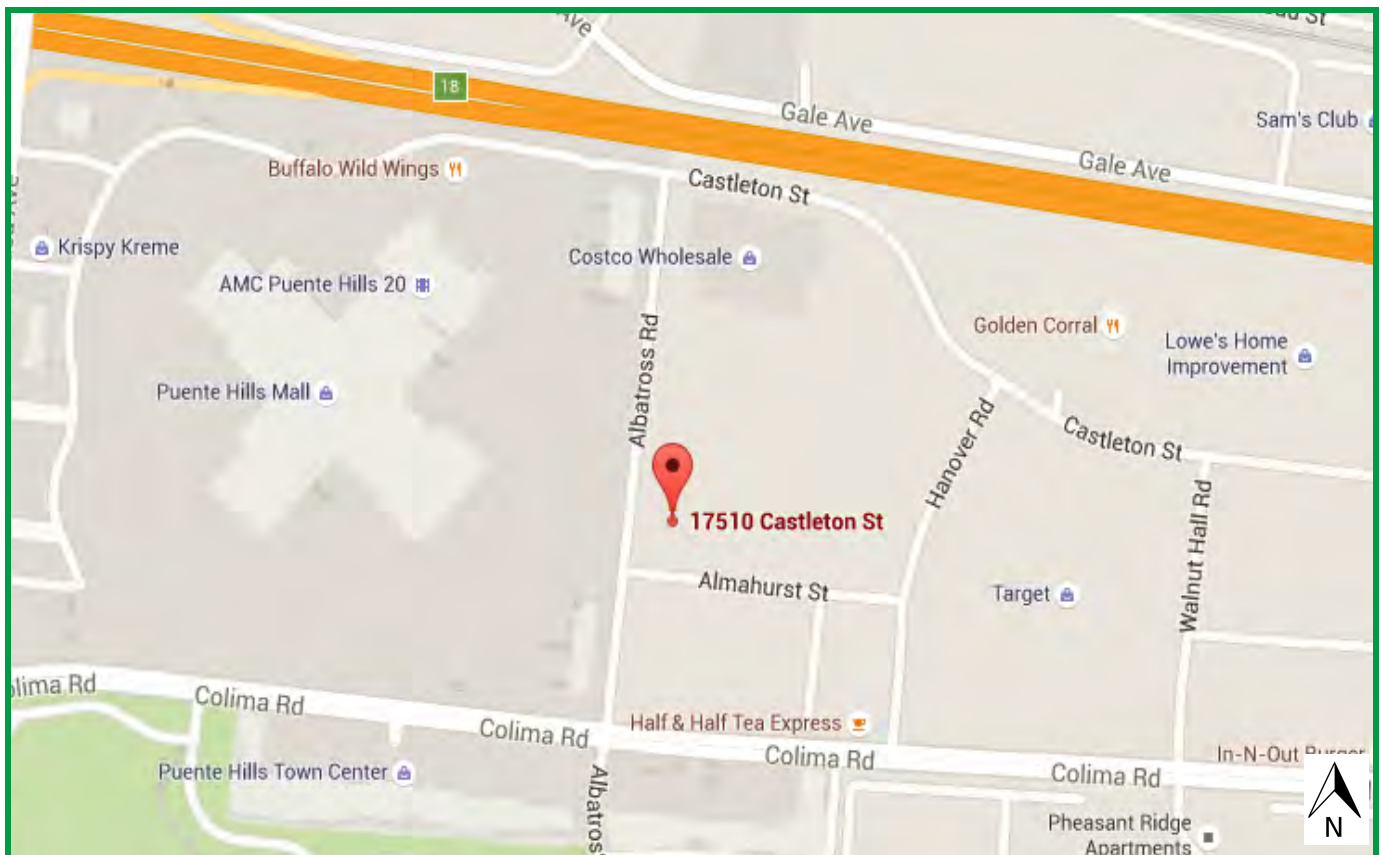 Ave
18
Gale Ave
Sam's Club
Gale Ave
Buffalo Wild Wings
Castleton St
Krispy Kreme
Costco Wholesale
AMC Puente Hills 20
Golden Corral
Lowe's Home
Improvement
Albatross Rd
Puente Hills Mall
Hanover Rd
Castleton St
17510 Castleton St
Walnut Hall Rd
Almahurst St
Target
olima Rd
Colima Rd
Colima Rd
Half & Half Tea Express
Colima Rd
In-N-Out Burger
Colima Rd
Puente Hills Town Center
Albatros
Pheasant Ridge
Apartments
N